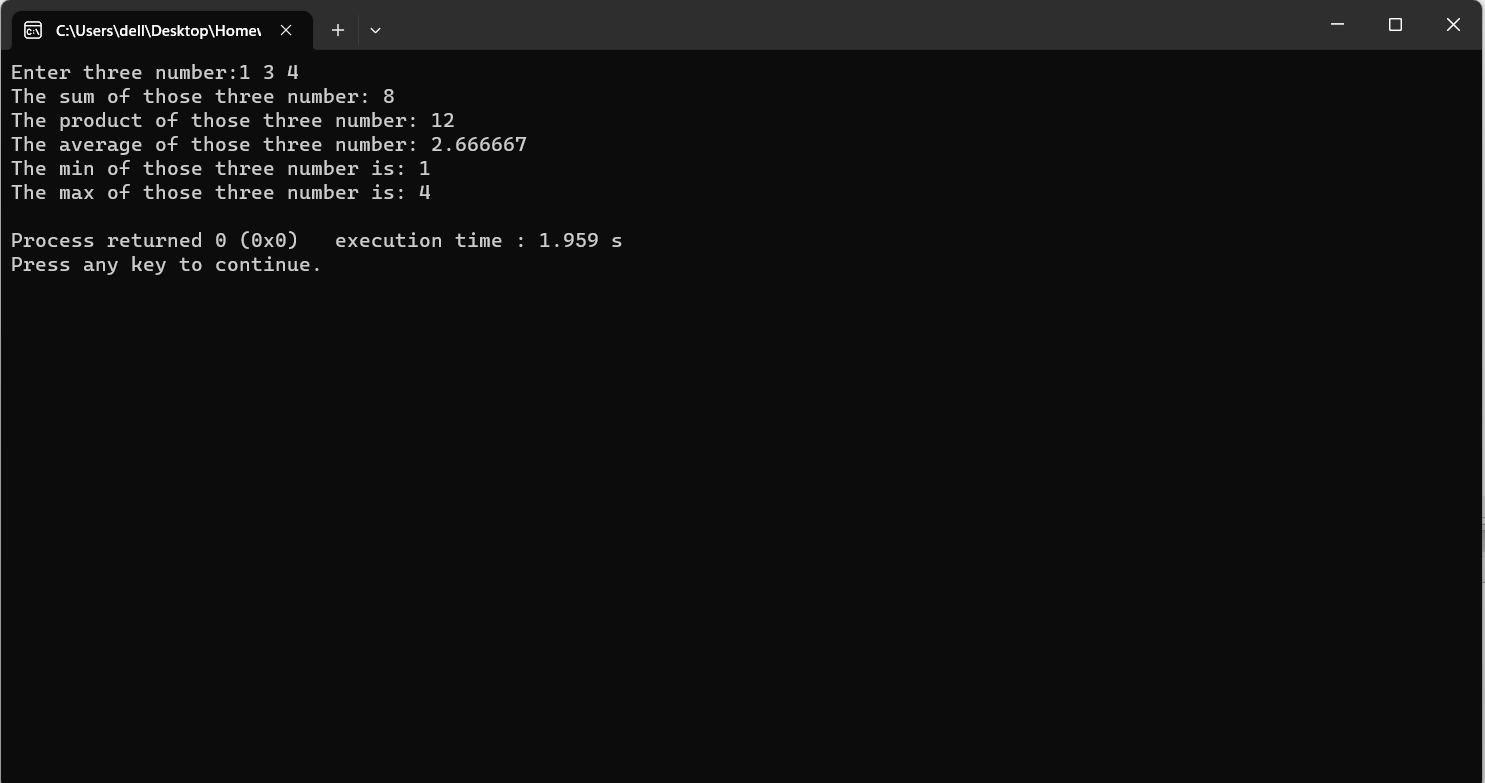 C:\Users\dell\Desktop\Homew
Enter three number:1 3 4
The sum of those three number: 8
The product of those three number: 12
The average of those three number: 2.666667
The min of those three number is: 1
The max of those three number is: 4
Process returned 0 (0x0)   execution time : 1.959 s
Press any key to continue.